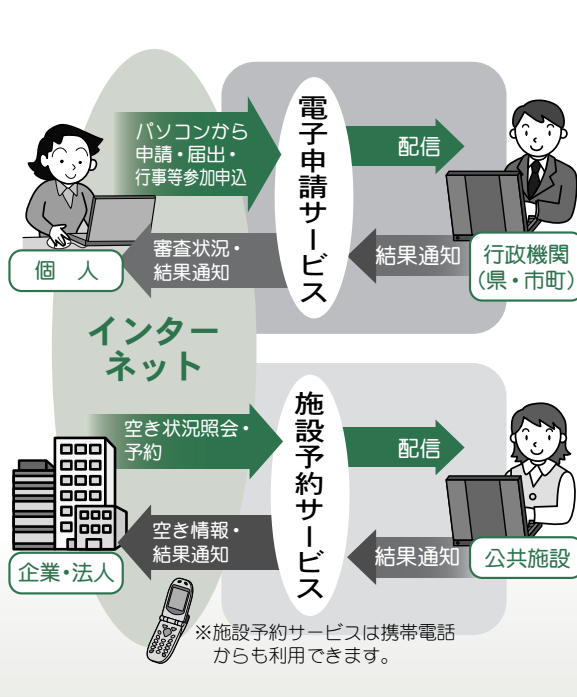 パソコンから
申請・届出・
行事等参加申込
電子申請サービス
配信
審査状況・
結果通知
結果通知
個　人
行政機関
(県・市町)
インター
ネット
空き状況照会・
予約
施設予約サービス
配信
空き情報・
結果通知
結果通知
企業・法人
公共施設
※施設予約サービスは携帯電話
からも利用できます。